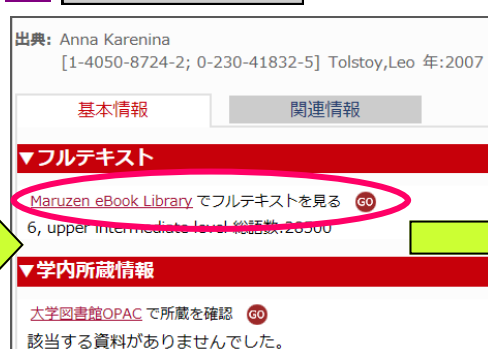 出典: Anna Karenina
[1-4050-8724-2; 0-230-41832-5] Tolstoy,Leo 年:2007
基本情報 関連情報
▼フルテキスト
Maruzen eBook Library でフルテキストを見る GO
6, upper intermediate level 総語数:28500
▼学内所蔵情報
大学図書館OPAC で所蔵を確認 GO
該当する資料がありませんでした。